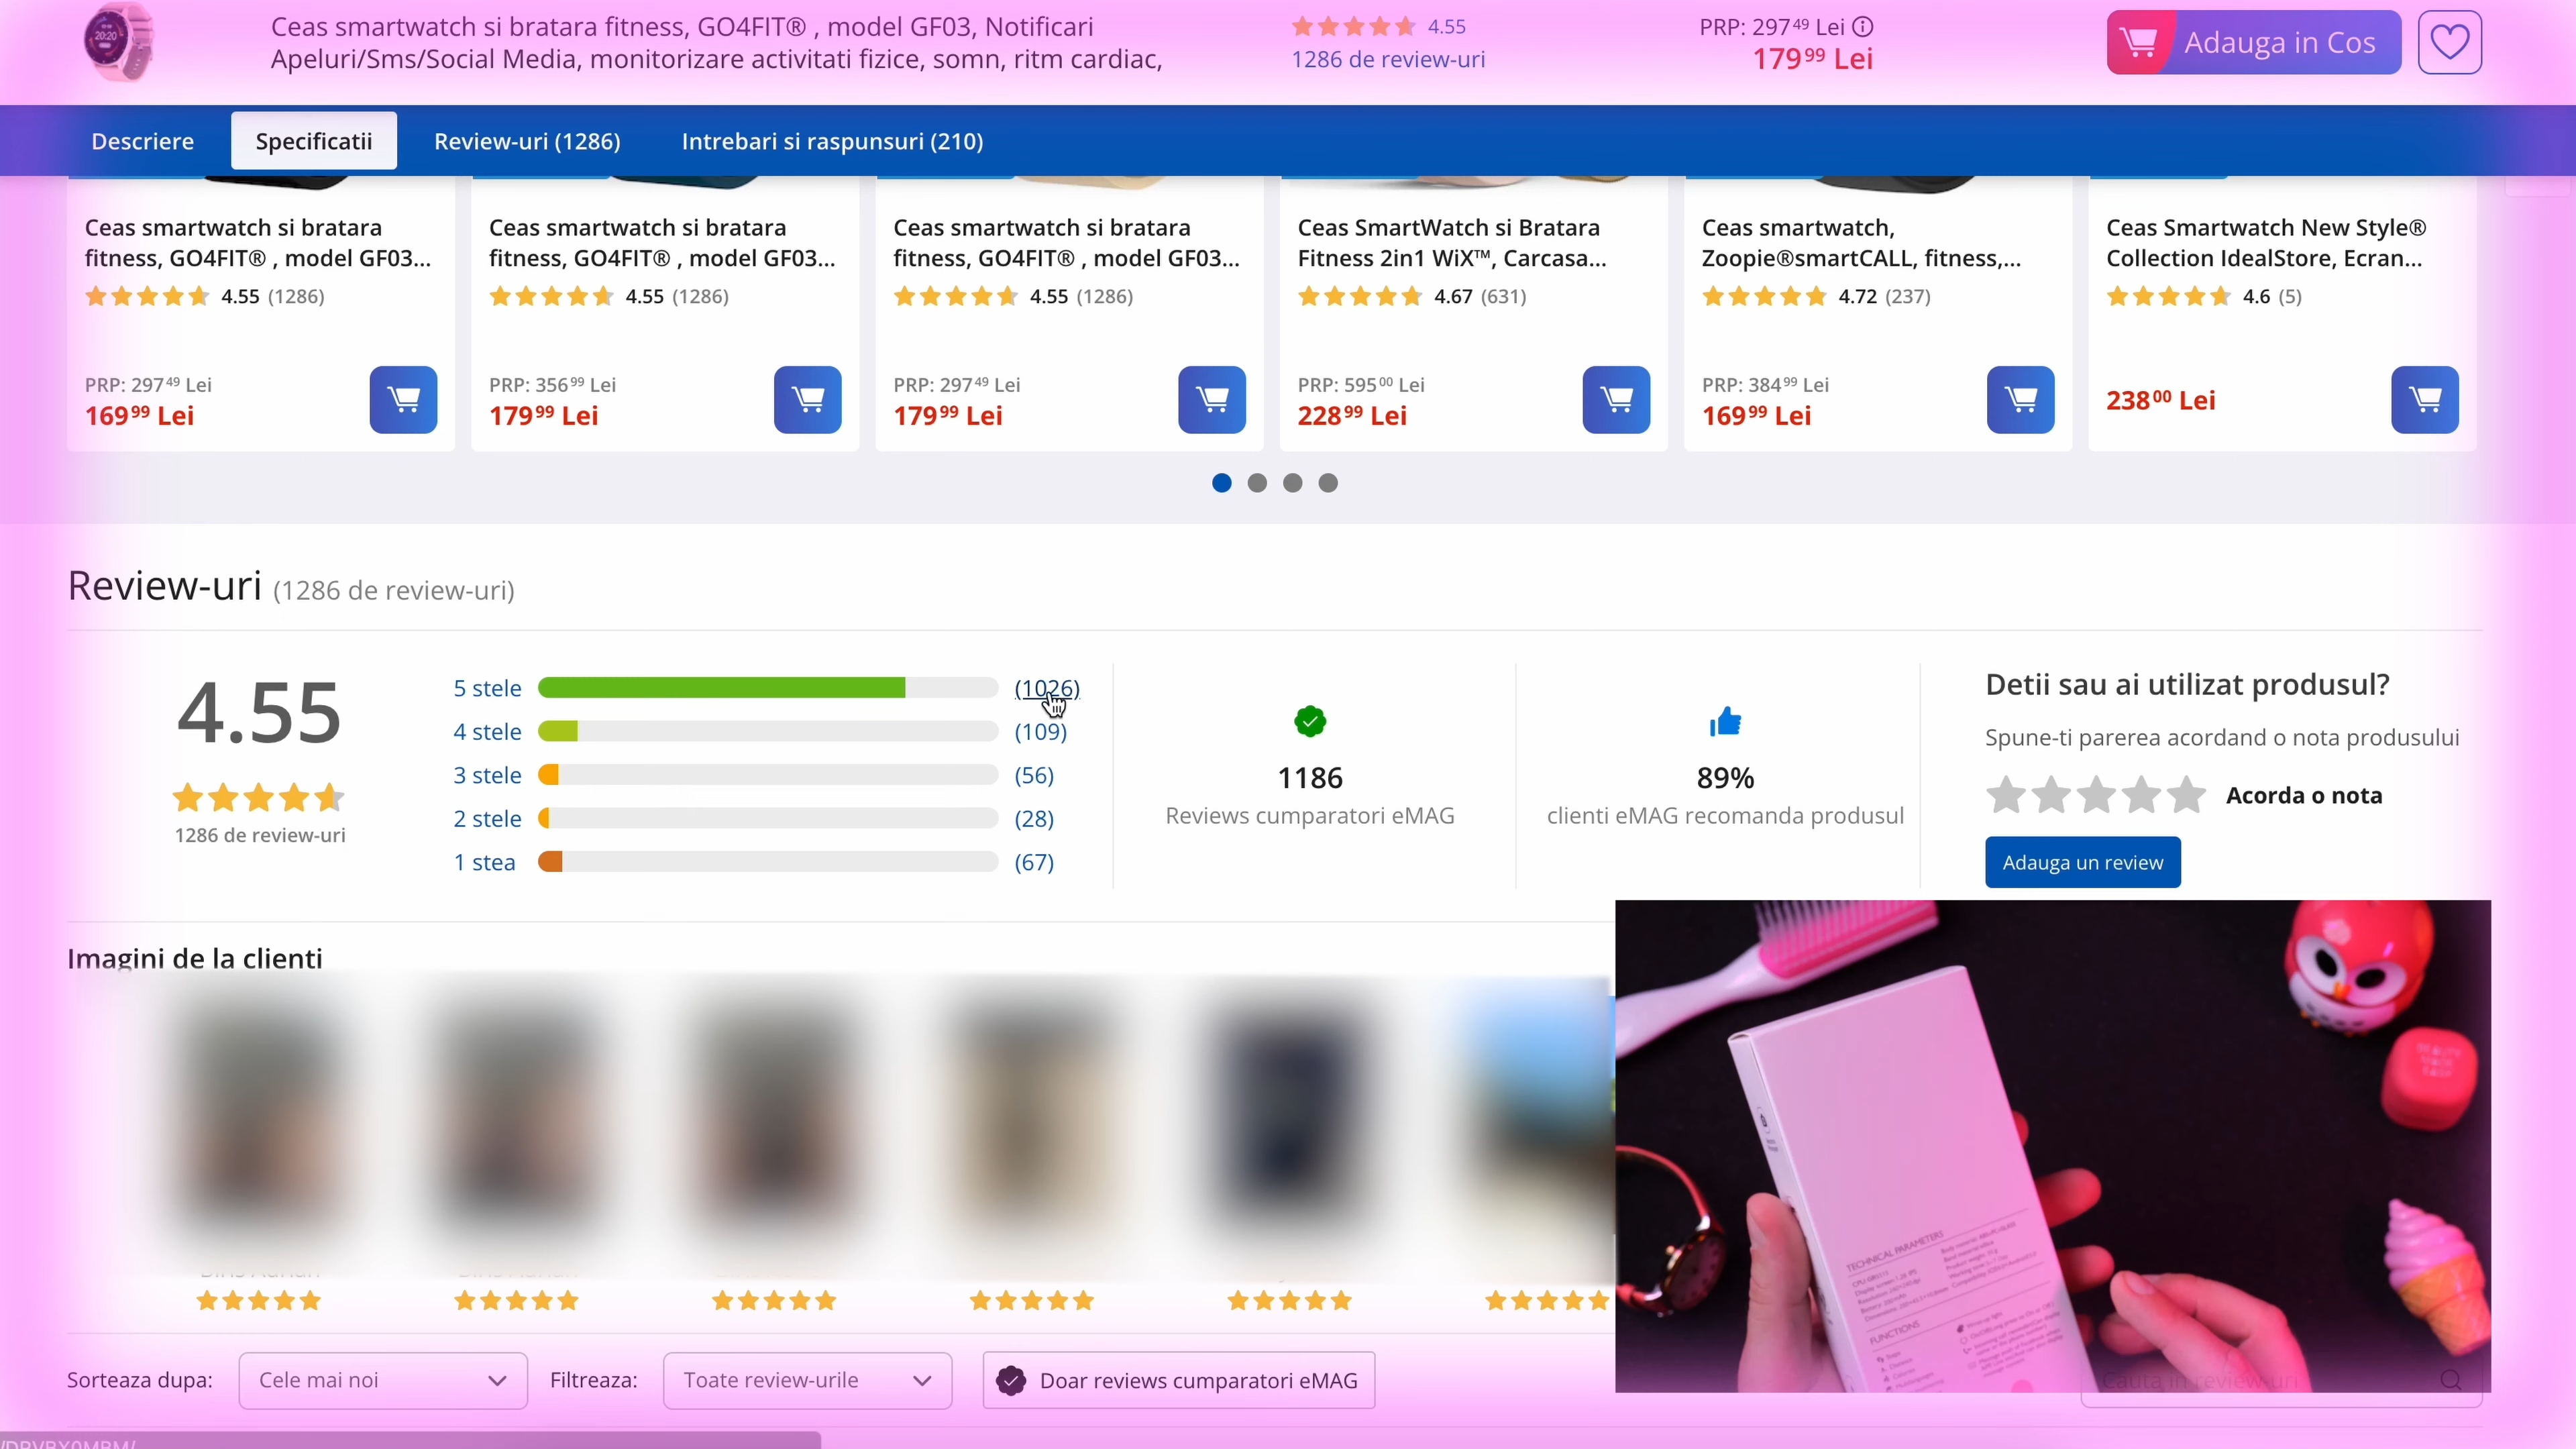 20:20
Ceas smartwatch si bratara fitness, GO4FIT® , model GF03, Notificari
Apeluri/Sms/Social Media, monitorizare activitati fizice, somn, ritm cardiac,
4.55
1286 de review-uri
PRP: 297⁴⁹ Lei
179⁹⁹ Lei
Adauga in Cos
Descriere
Specificatii
Review-uri (1286)
Intrebari si raspunsuri (210)
Ceas smartwatch si bratara
fitness, GO4FIT® , model GF03...
4.55 (1286)
PRP: 297⁴⁹ Lei
169⁹⁹ Lei
Ceas smartwatch si bratara
fitness, GO4FIT® , model GF03...
4.55 (1286)
PRP: 356⁹⁹ Lei
179⁹⁹ Lei
Ceas smartwatch si bratara
fitness, GO4FIT® , model GF03...
4.55 (1286)
PRP: 297⁴⁹ Lei
179⁹⁹ Lei
Ceas SmartWatch si Bratara
Fitness 2in1 WiX™, Carcasa...
4.67 (631)
PRP: 595⁰⁰ Lei
228⁹⁹ Lei
Ceas smartwatch,
Zoopie®smartCALL, fitness,...
4.72 (237)
PRP: 384⁹⁹ Lei
169⁹⁹ Lei
Ceas Smartwatch New Style®
Collection IdealStore, Ecran...
4.6 (5)
238⁰⁰ Lei
Review-uri (1286 de review-uri)
4.55
1286 de review-uri
5 stele (1026)
4 stele (109)
3 stele (56)
2 stele (28)
1 stea (67)
1186
Reviews cumparatori eMAG
89%
clienti eMAG recomanda produsul
Detii sau ai utilizat produsul?
Spune-ti parerea acordand o nota produsului
Acorda o nota
Adauga un review
Imagini de la clienti
TECHNICAL PARAMETERS
FUNCTIONS
Sorteaza dupa:
Cele mai noi
Filtreaza:
Toate review-urile
Doar reviews cumparatori eMAG
Cauta in review-uri